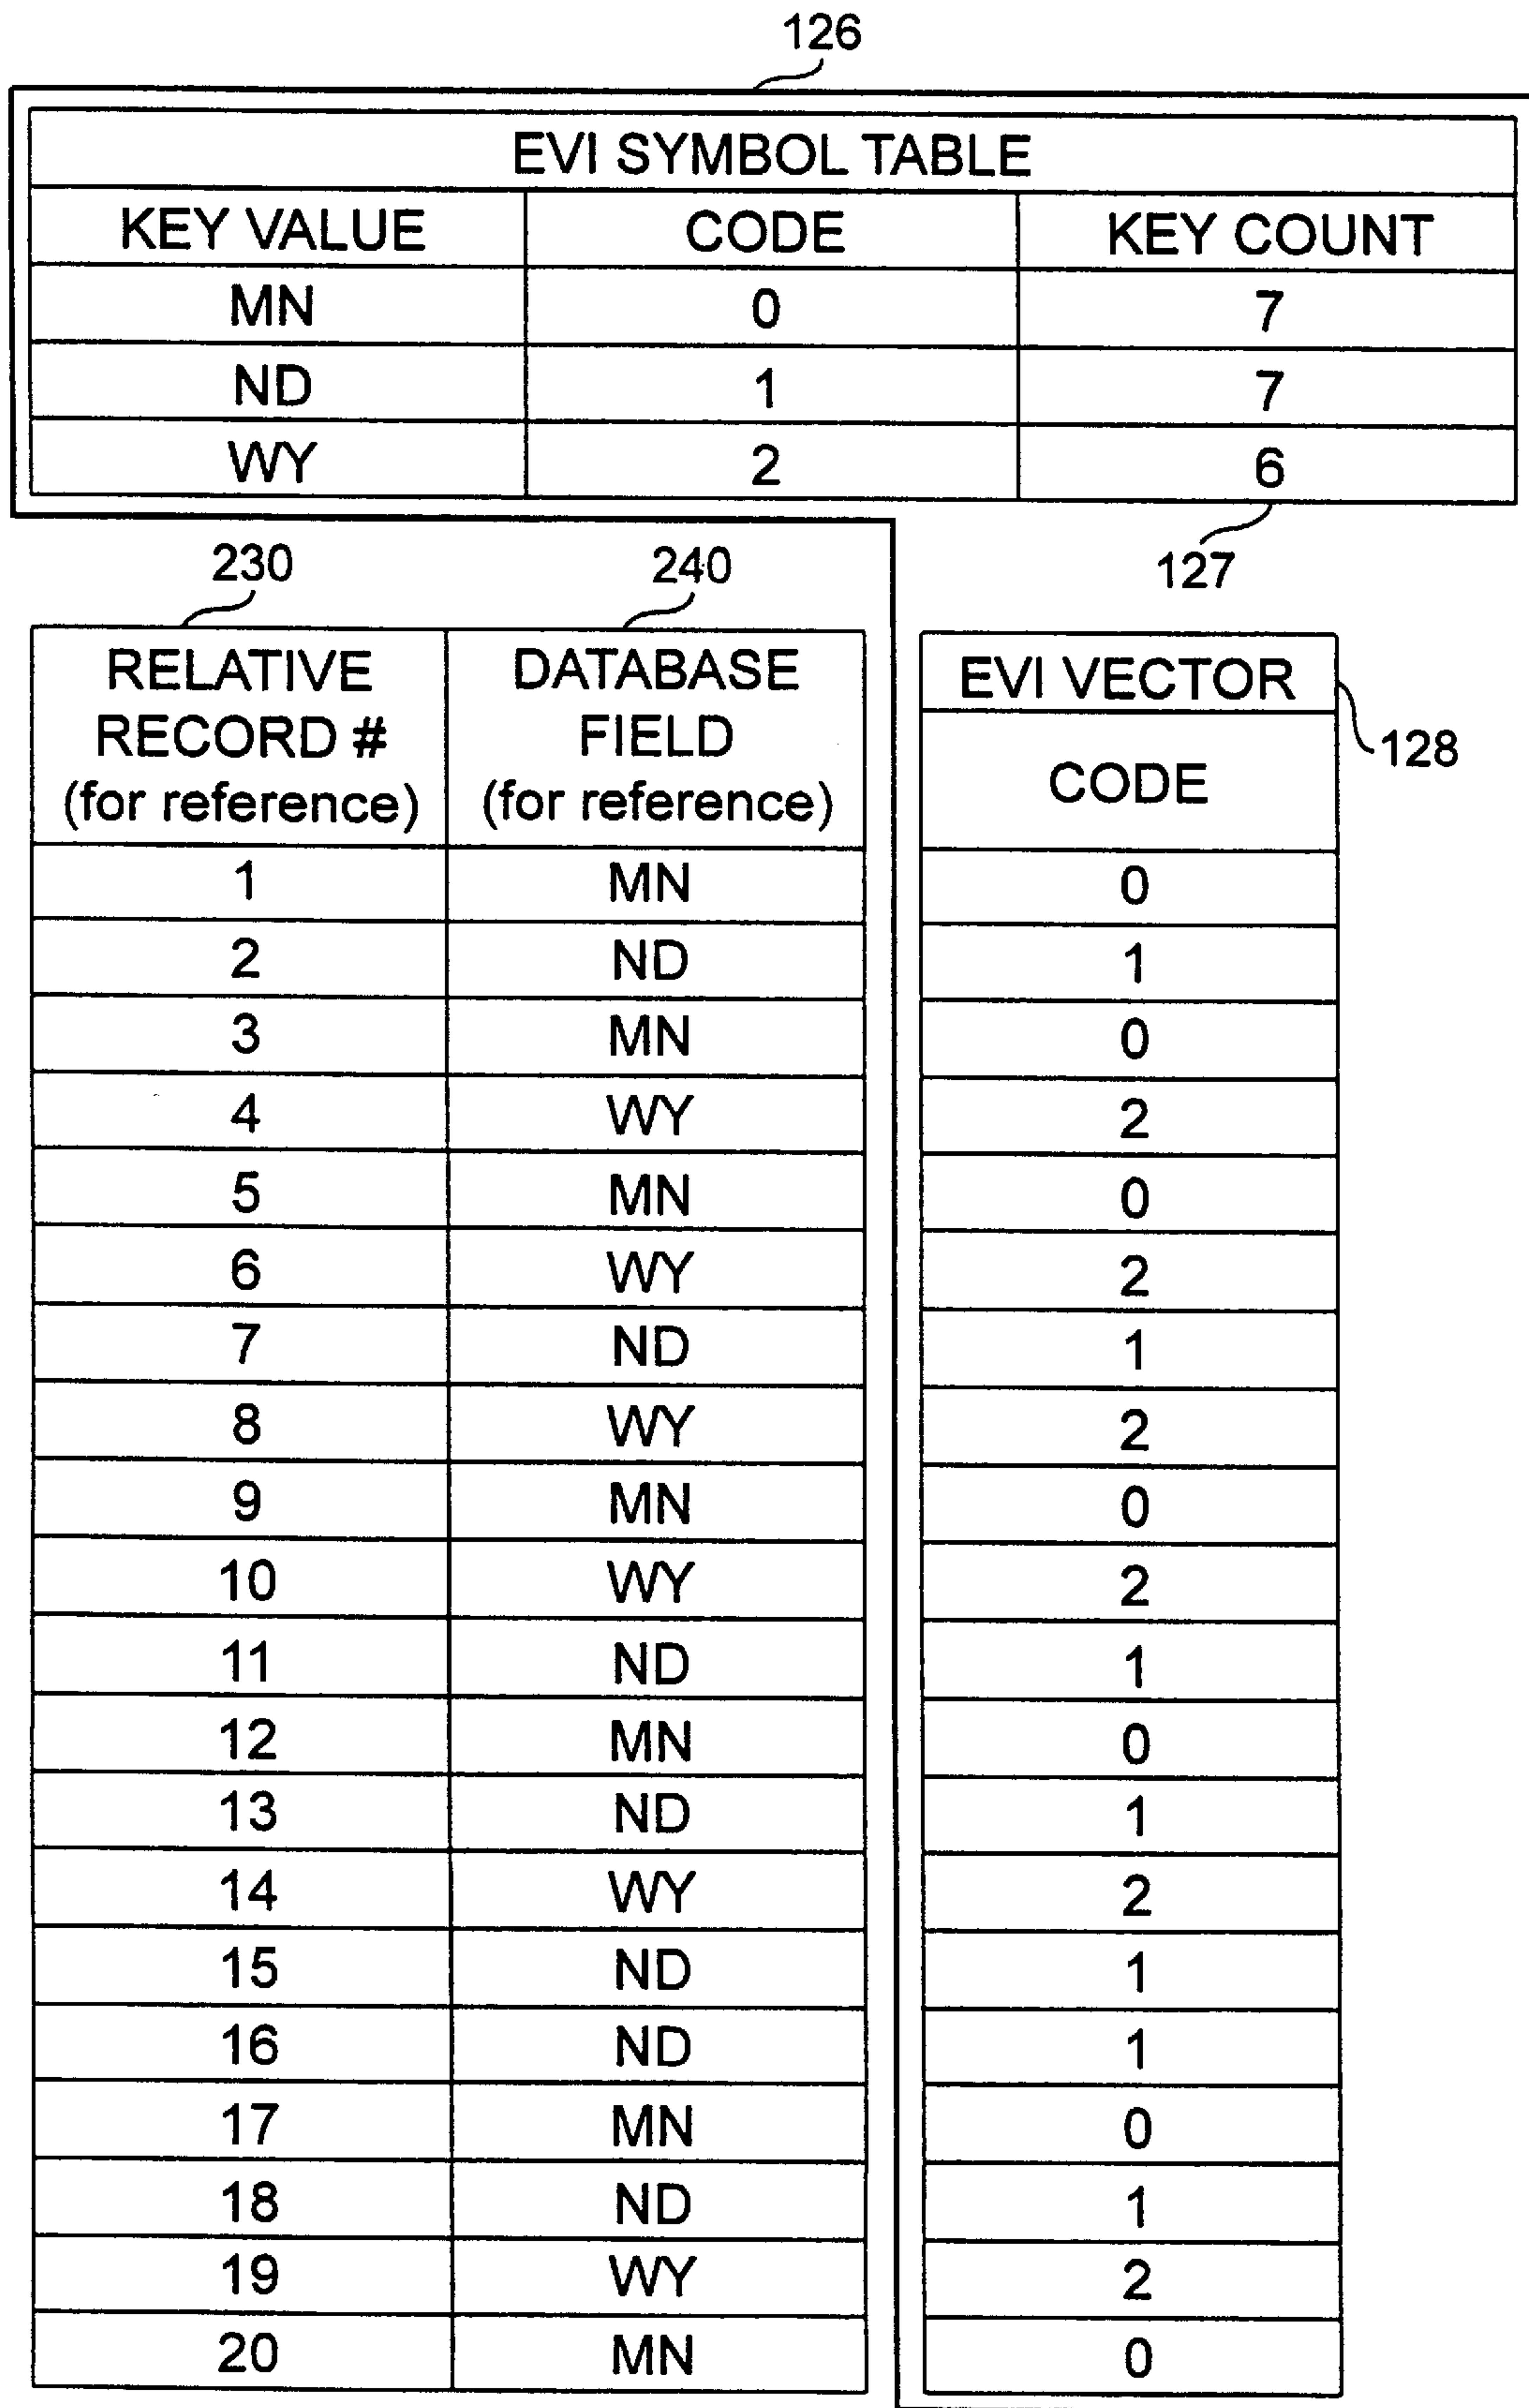 126
EVI SYMBOL TABLE
KEY VALUE CODE KEY COUNT
MN 0 7
ND 1 7
WY 2 6
230 240 127
RELATIVE RECORD # (for reference) DATABASE FIELD (for reference) EVI VECTOR CODE 128
1 MN 0
2 ND 1
3 MN 0
4 WY 2
5 MN 0
6 WY 2
7 ND 1
8 WY 2
9 MN 0
10 WY 2
11 ND 1
12 MN 0
13 ND 1
14 WY 2
15 ND 1
16 ND 1
17 MN 0
18 ND 1
19 WY 2
20 MN 0